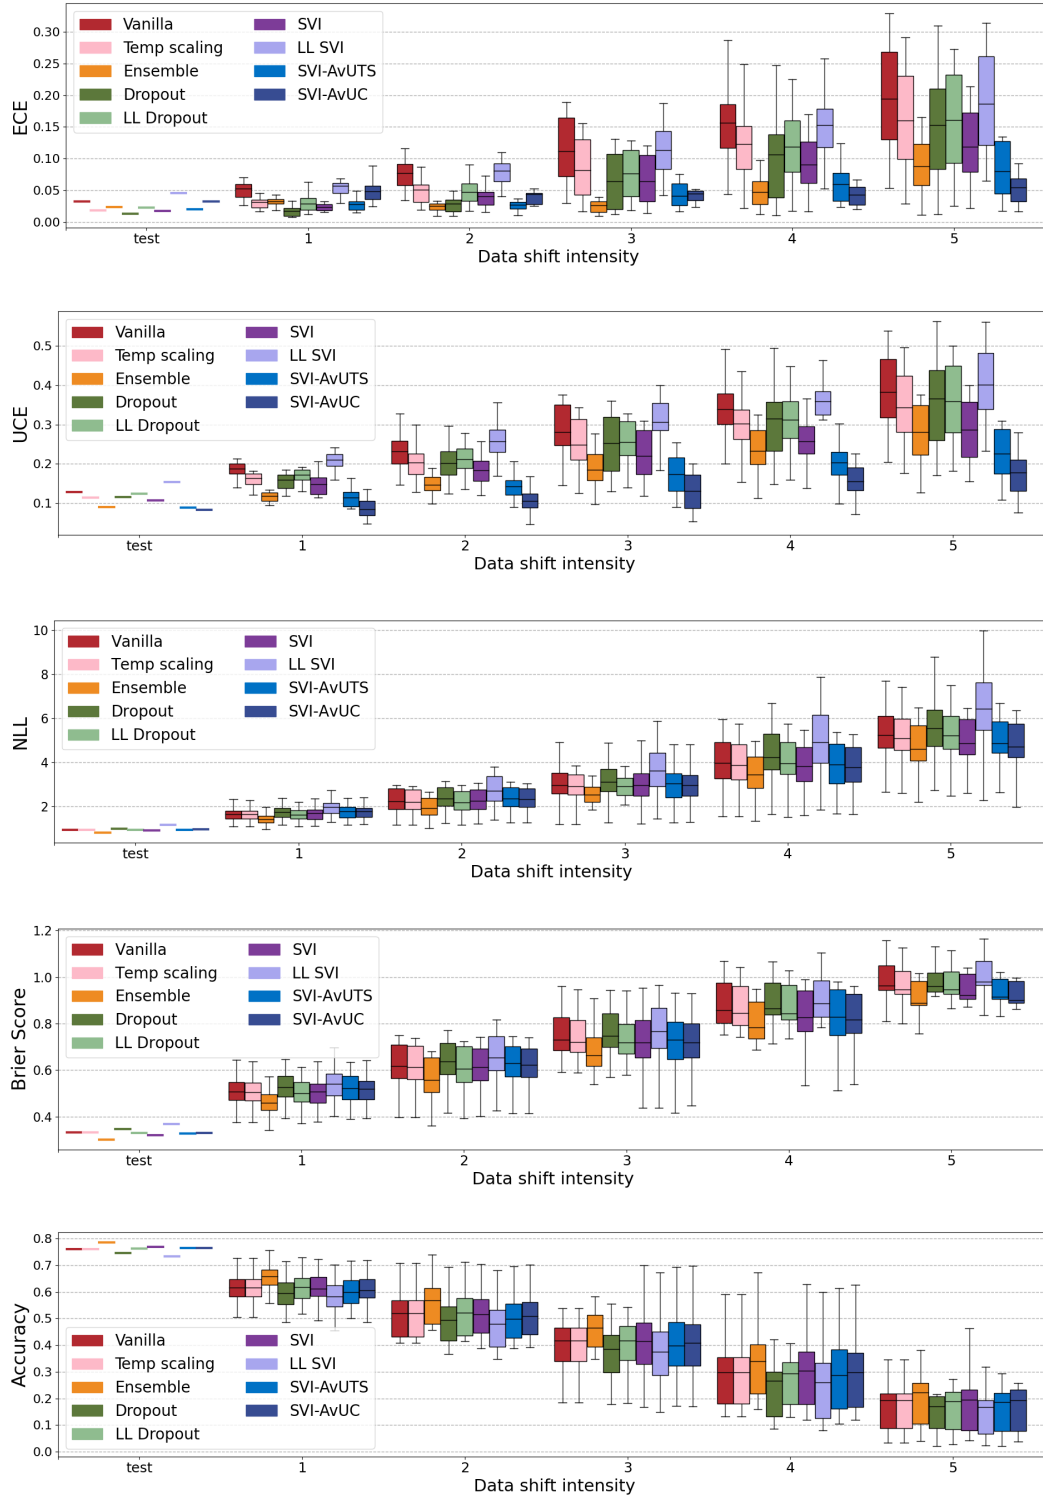 ECE
0.30
0.25
0.20
0.15
0.10
0.05
0.00
Vanilla
Temp scaling
Ensemble
Dropout
LL Dropout
SVI
LL SVI
SVI-AvUTS
SVI-AvUC
test 1 2 3 4 5
Data shift intensity
UCE
0.5
0.4
0.3
0.2
0.1
Vanilla
Temp scaling
Ensemble
Dropout
LL Dropout
SVI
LL SVI
SVI-AvUTS
SVI-AvUC
test 1 2 3 4 5
Data shift intensity
NLL
10
8
6
4
2
Vanilla
Temp scaling
Ensemble
Dropout
LL Dropout
SVI
LL SVI
SVI-AvUTS
SVI-AvUC
test 1 2 3 4 5
Data shift intensity
Brier Score
1.2
1.0
0.8
0.6
0.4
Vanilla
Temp scaling
Ensemble
Dropout
LL Dropout
SVI
LL SVI
SVI-AvUTS
SVI-AvUC
test 1 2 3 4 5
Data shift intensity
Accuracy
0.8
0.7
0.6
0.5
0.4
0.3
0.2
0.1
0.0
Vanilla
Temp scaling
Ensemble
Dropout
LL Dropout
SVI
LL SVI
SVI-AvUTS
SVI-AvUC
test 1 2 3 4 5
Data shift intensity